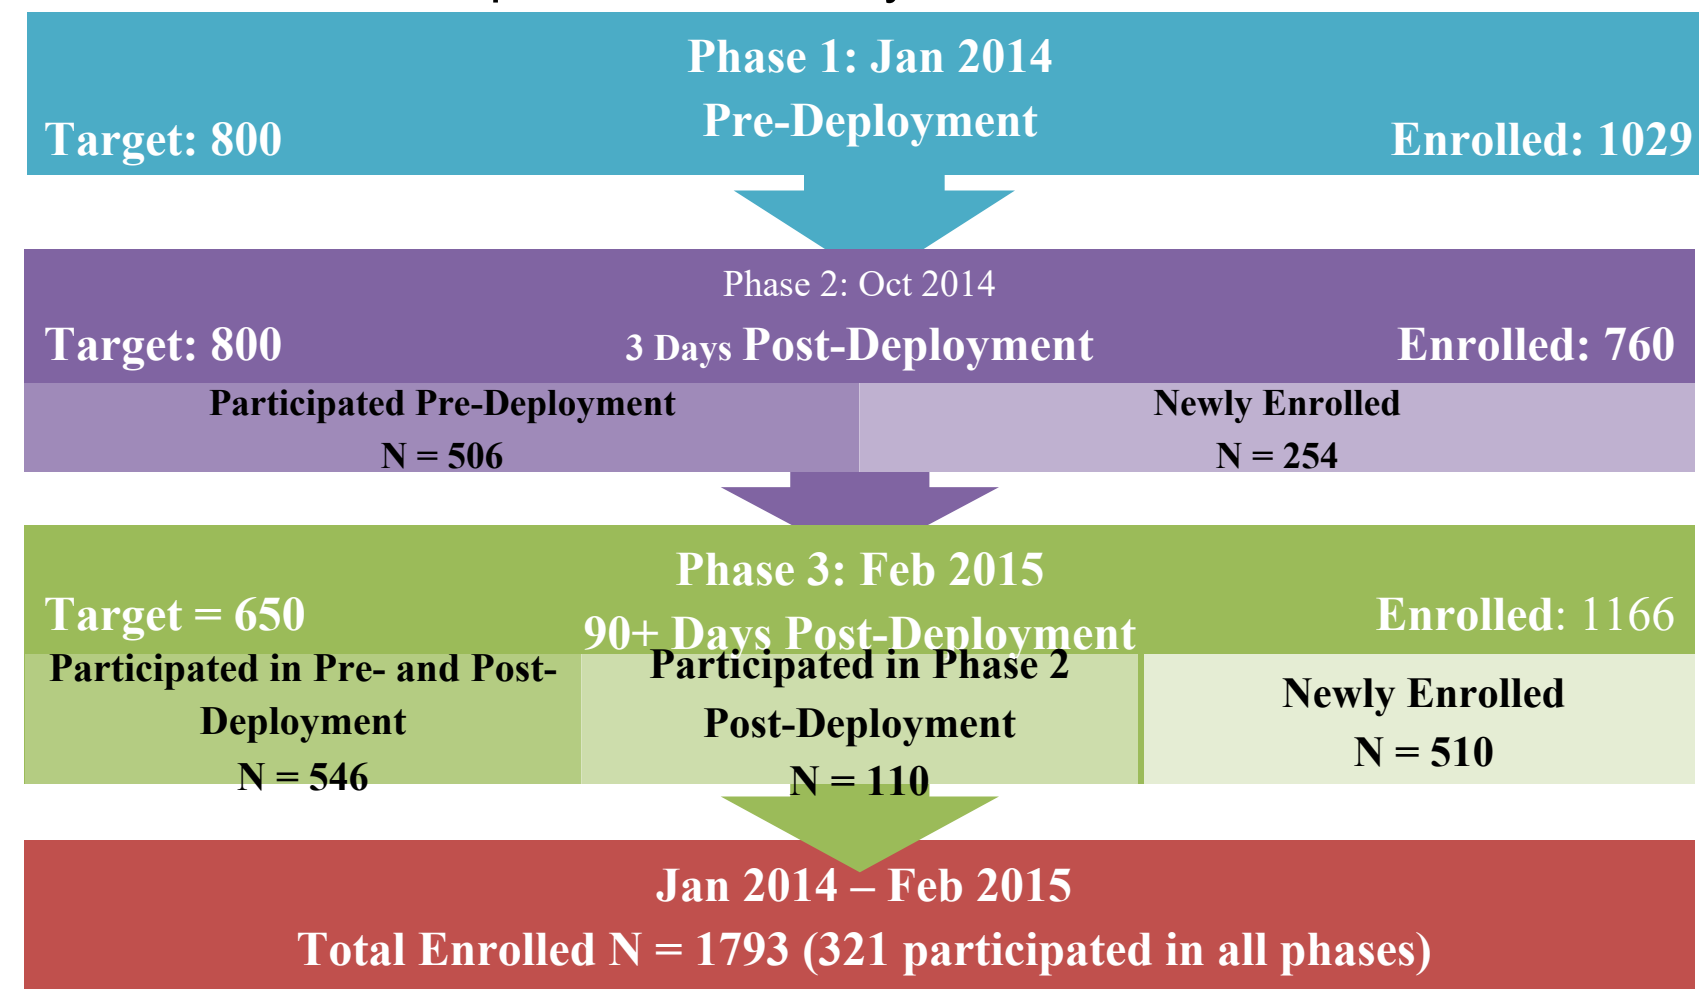 Phase 1: Jan 2014
Pre-Deployment
Target: 800
Enrolled: 1029
Phase 2: Oct 2014
Target: 800
3 Days Post-Deployment
Enrolled: 760
Participated Pre-Deployment
N = 506
Newly Enrolled
N = 254
Phase 3: Feb 2015
90+ Days Post-Deployment
Target = 650
Enrolled: 1166
Participated in Pre- and Post-
Deployment
N = 546
Participated in Phase 2
Post-Deployment
N = 110
Newly Enrolled
N = 510
Jan 2014 – Feb 2015
Total Enrolled N = 1793 (321 participated in all phases)